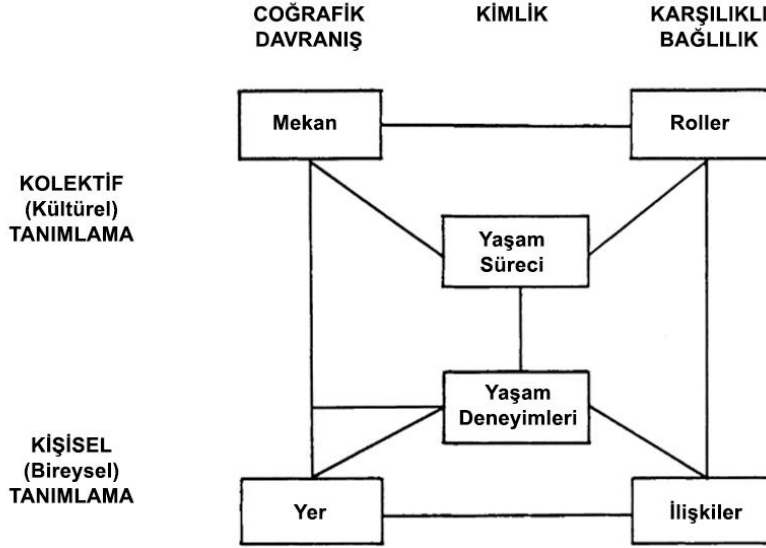 COĞRAFİK
DAVRANIŞ
KİMLİK
KARŞILIKLI
BAĞLILIK
Mekan
Roller
KOLEKTİF
(Kültürel)
TANIMLAMA
Yaşam
Süreci
Yaşam
Deneyimleri
KİŞİSEL
(Bireysel)
TANIMLAMA
Yer
İlişkiler